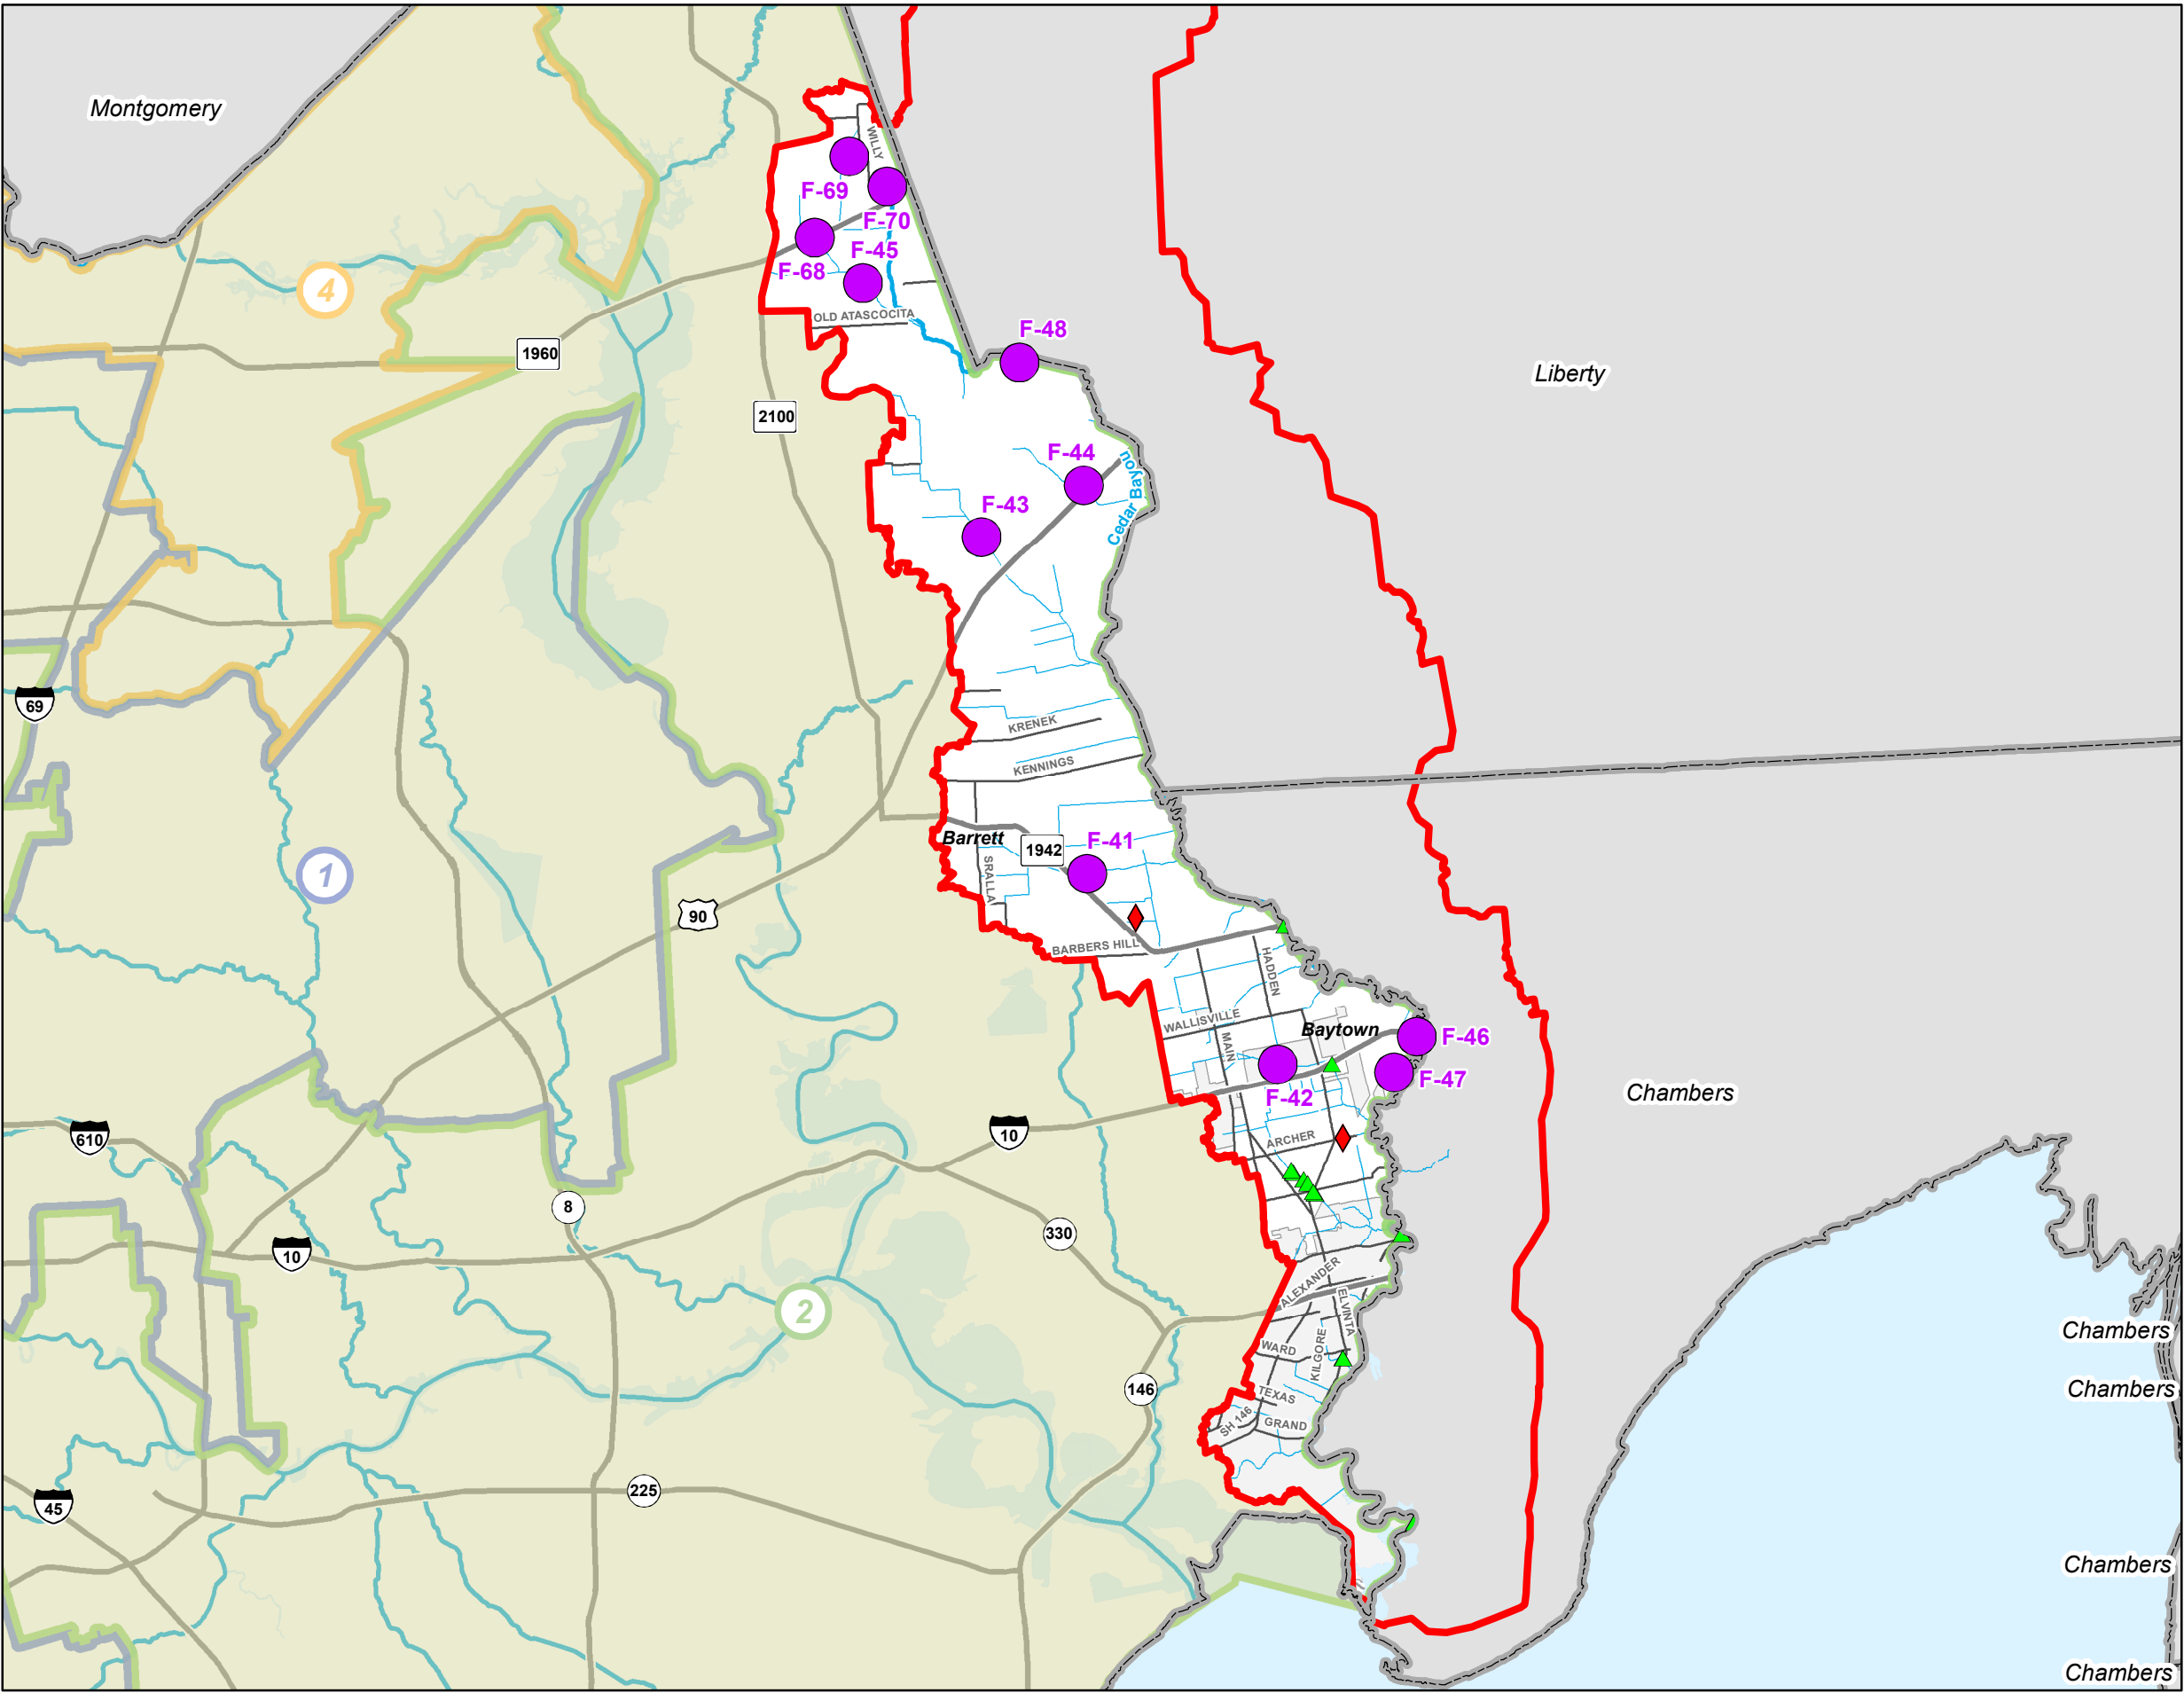 Montgomery
WILLY
F-69
F-70
F-45
F-68
4
OLD ATASCOCITA
F-48
1960
Liberty
2100
F-44
Cedar Bayou
F-43
69
KRENEK
KENNINGS
Barrett
1942
F-41
SRALLA
1
90
BARBERS HILL
HADDEN
WALLISVILLE
Baytown
MAIN
F-46
F-47
F-42
Chambers
610
10
ARCHER
8
330
10
ALEXANDER
2
ELVINTA
Chambers
WARD
KILGORE
146
Chambers
TEXAS
SH 146
GRAND
225
45
Chambers
Chambers